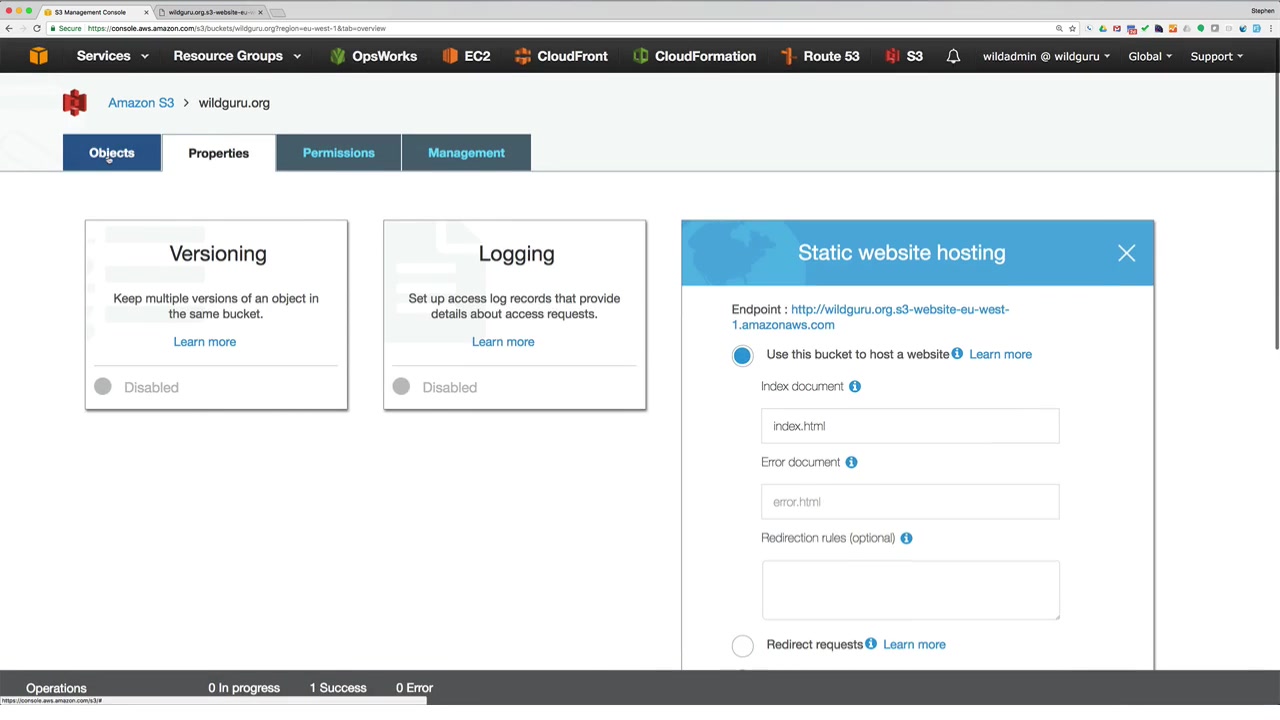 S3 Management Console
wildguru.org.s3-website-eu-w
Stephen
Secure
https://console.aws.amazon.com/s3/buckets/wildguru.org?region=eu-west-1&tab=overview
Services
Resource Groups
OpsWorks
EC2
CloudFront
CloudFormation
Route 53
S3
wildadmin @ wildguru
Global
Support
Amazon S3 > wildguru.org
Objects
Properties
Permissions
Management
Versioning
Keep multiple versions of an object in
the same bucket.
Learn more
Disabled
Logging
Set up access log records that provide
details about access requests.
Learn more
Disabled
Static website hosting
Endpoint : http://wildguru.org.s3-website-eu-west-
1.amazonaws.com
Use this bucket to host a website Learn more
Index document
index.html
Error document
error.html
Redirection rules (optional)
Redirect requests Learn more
Operations
0 In progress
1 Success
0 Error
https://console.aws.amazon.com/s3/#